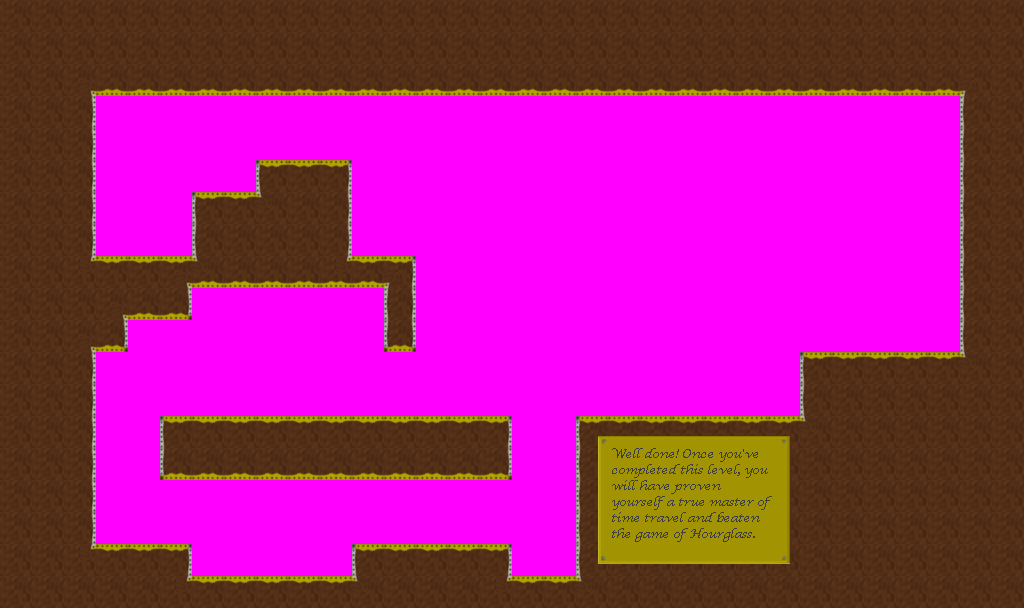 Well done! Once you've
completed this level, you
will have proven
yourself a true master of
time travel and beaten
the game of Hourglass.